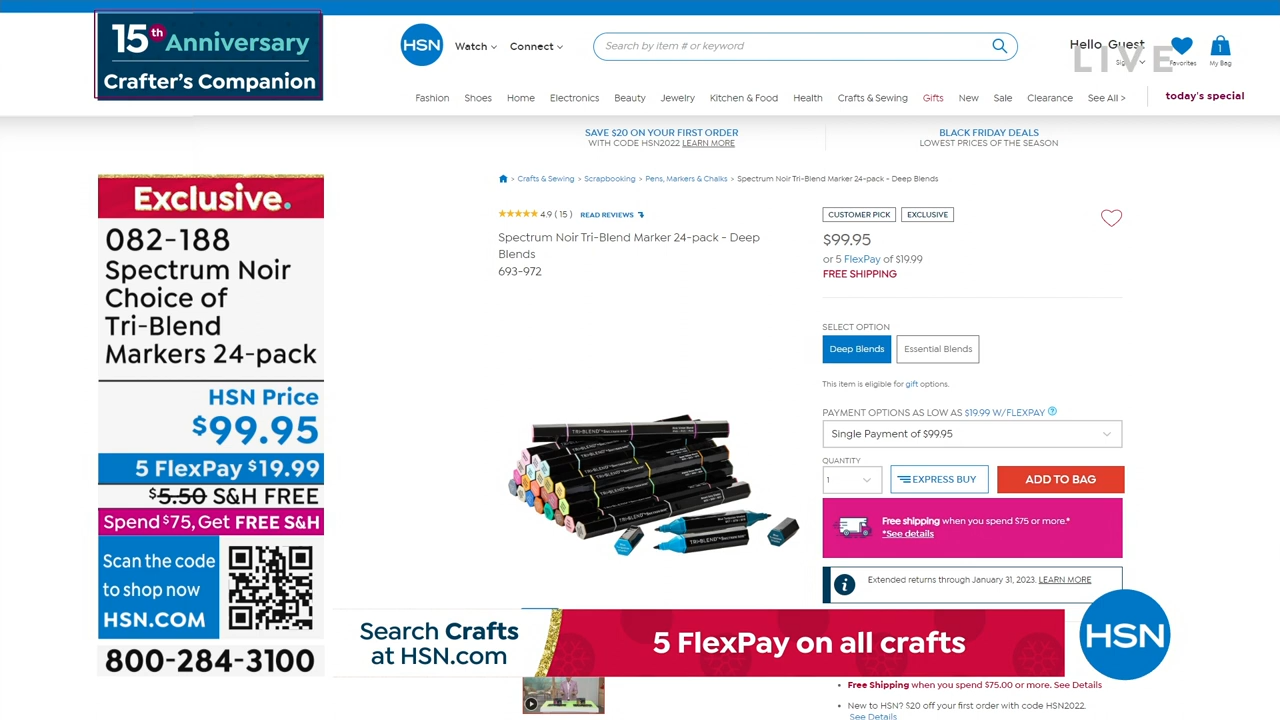 15th Anniversary
Crafter's Companion
HSN
Watch
Connect
Search by item # or keyword
Hello, Guest
LIVE
Favorites
1
My Bag
Fashion
Shoes
Home
Electronics
Beauty
Jewelry
Kitchen & Food
Health
Crafts & Sewing
Gifts
New
Sale
Clearance
See All >
today's special
SAVE $20 ON YOUR FIRST ORDER
WITH CODE HSN2022 LEARN MORE
BLACK FRIDAY DEALS
LOWEST PRICES OF THE SEASON
> Crafts & Sewing > Scrapbooking > Pens, Markers & Chalks > Spectrum Noir Tri-Blend Marker 24-pack - Deep Blends
Exclusive.
082-188
Spectrum Noir
Choice of
Tri-Blend
Markers 24-pack
HSN Price
$99.95
5 FlexPay $19.99
$5.50 S&H FREE
Spend $75, Get FREE S&H
Scan the code
to shop now
HSN.COM
800-284-3100
4.9 ( 15 )
READ REVIEWS
Spectrum Noir Tri-Blend Marker 24-pack - Deep
Blends
693-972
TRI-BLEND
TRI-BLEND
CUSTOMER PICK
EXCLUSIVE
$99.95
or 5 FlexPay of $19.99
FREE SHIPPING
SELECT OPTION
Deep Blends
Essential Blends
This item is eligible for gift options.
PAYMENT OPTIONS AS LOW AS $19.99 W/FLEXPAY ?
Single Payment of $99.95
QUANTITY
1
EXPRESS BUY
ADD TO BAG
Free shipping when you spend $75 or more.*
*See details
i
Extended returns through January 31, 2023. LEARN MORE
Search Crafts
at HSN.com
5 FlexPay on all crafts
HSN
• Free Shipping when you spend $75.00 or more. See Details
• New to HSN? $20 off your first order with code HSN2022.
See Details